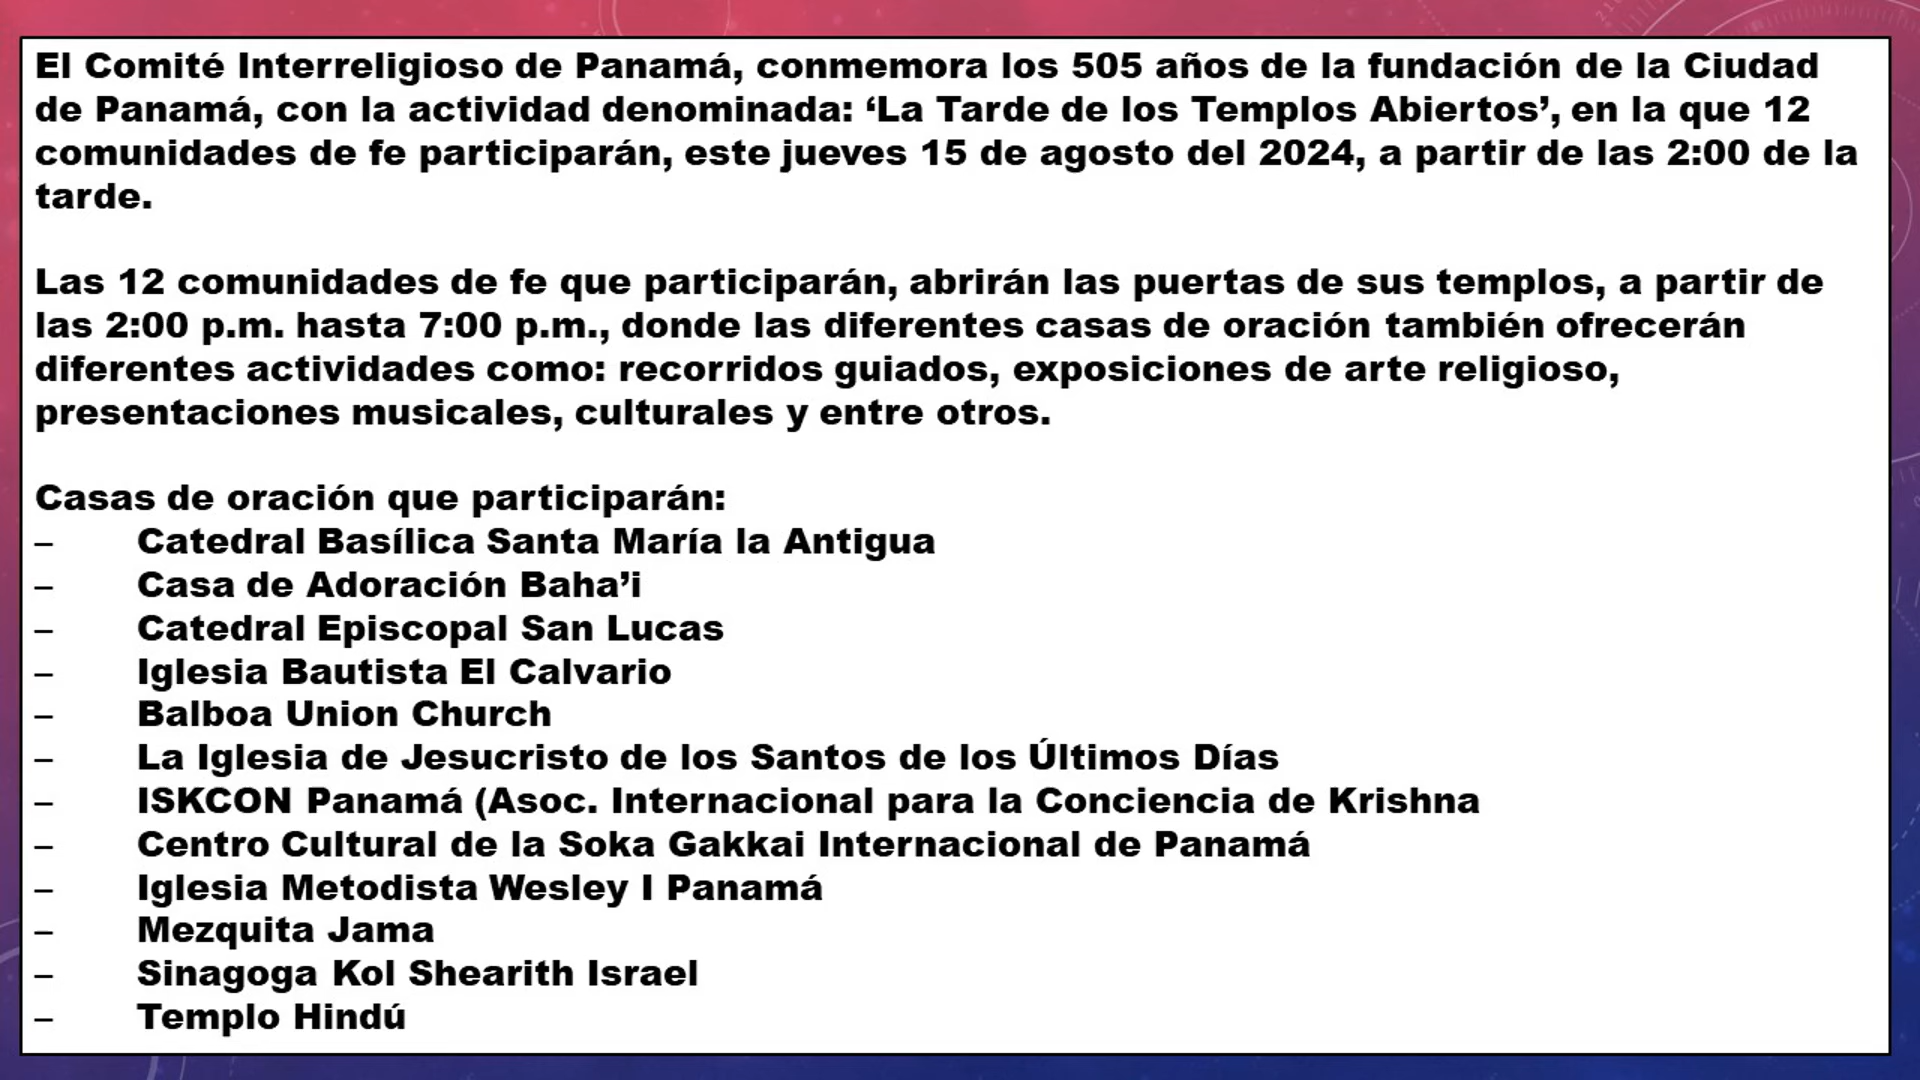 El Comité Interreligioso de Panamá, conmemora los 505 años de la fundación de la Ciudad
de Panamá, con la actividad denominada: ‘La Tarde de los Templos Abiertos’, en la que 12
comunidades de fe participarán, este jueves 15 de agosto del 2024, a partir de las 2:00 de la
tarde.
Las 12 comunidades de fe que participarán, abrirán las puertas de sus templos, a partir de
las 2:00 p.m. hasta 7:00 p.m., donde las diferentes casas de oración también ofrecerán
diferentes actividades como: recorridos guiados, exposiciones de arte religioso,
presentaciones musicales, culturales y entre otros.
Casas de oración que participarán:
– Catedral Basílica Santa María la Antigua
– Casa de Adoración Baha’i
– Catedral Episcopal San Lucas
– Iglesia Bautista El Calvario
– Balboa Union Church
– La Iglesia de Jesucristo de los Santos de los Últimos Días
– ISKCON Panamá (Asoc. Internacional para la Conciencia de Krishna
– Centro Cultural de la Soka Gakkai Internacional de Panamá
– Iglesia Metodista Wesley I Panamá
– Mezquita Jama
– Sinagoga Kol Shearith Israel
– Templo Hindú